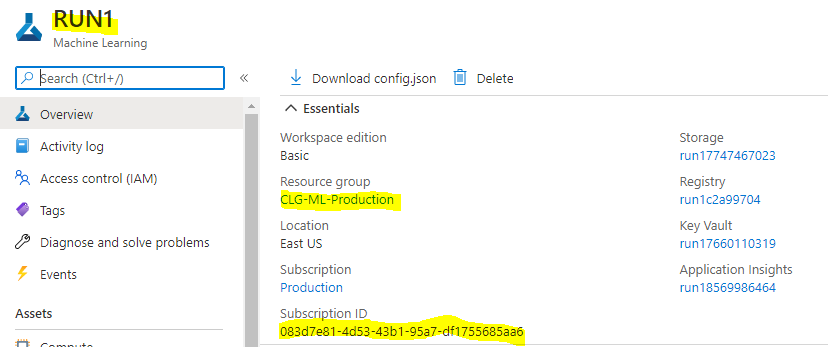 RUN1
Machine Learning
Search (Ctrl+/)
«
Overview
Activity log
Access control (IAM)
Tags
Diagnose and solve problems
Events
Assets
Compute
Download config.json
Delete
Essentials
Workspace edition
Basic
Resource group
CLG-ML-Production
Location
East US
Subscription
Production
Subscription ID
083d7e81-4d53-43b1-95a7-df1755685aa6
Storage
run17747467023
Registry
run1c2a99704
Key Vault
run17660110319
Application Insights
run18569986464